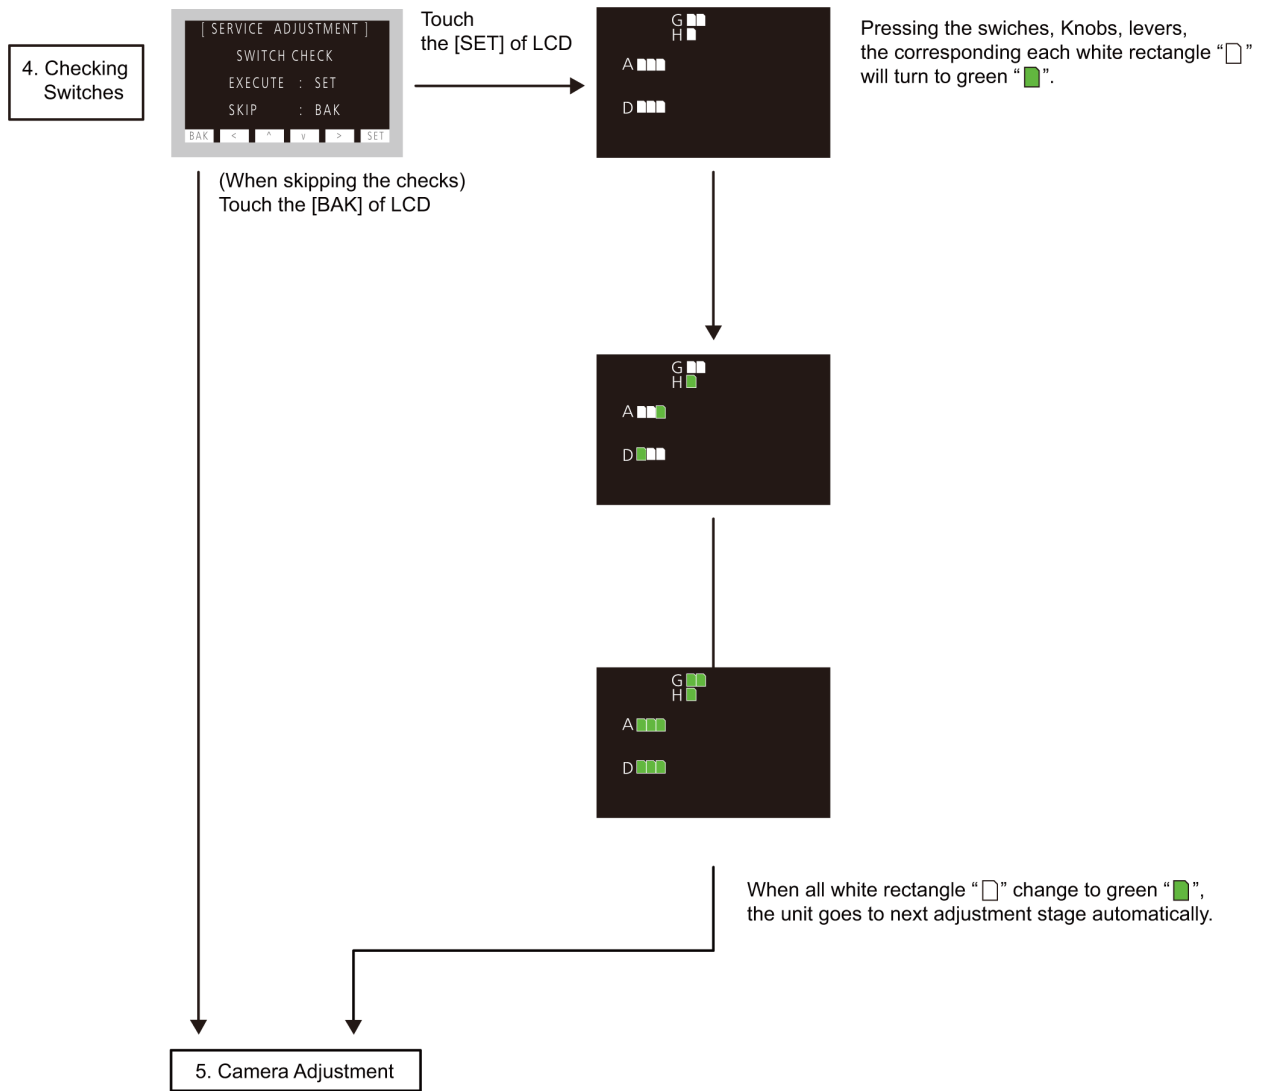 4. Checking
Switches
[ SERVICE ADJUSTMENT ]
SWITCH CHECK
EXECUTE : SET
SKIP : BAK
BAK < ^ v > SET
Touch
the [SET] of LCD
G
H
A
D
Pressing the swiches, Knobs, levers,
the corresponding each white rectangle “ ”
will turn to green “ ”.
(When skipping the checks)
Touch the [BAK] of LCD
G
H
A
D
G
H
A
D
When all white rectangle “ ” change to green “ ”,
the unit goes to next adjustment stage automatically.
5. Camera Adjustment